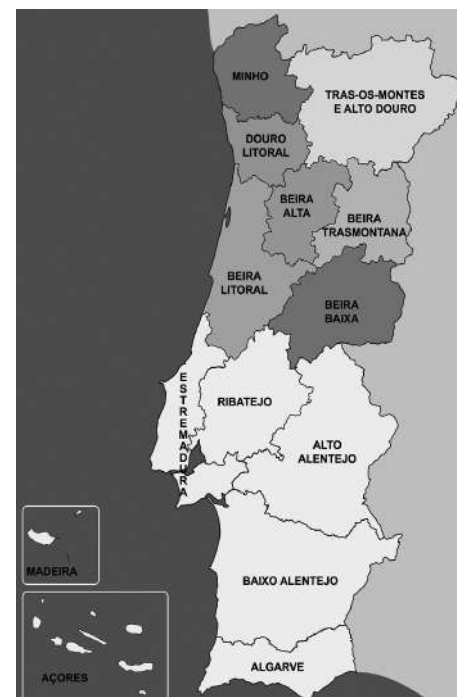 MINHO
TRAS-OS-MONTES
E ALTO DOURO
DOURO
LITORAL
BEIRA
ALTA
BEIRA
TRASMONTANA
BEIRA
LITORAL
BEIRA
BAIXA
ESTREMADURA
RIBATEJO
ALTO
ALENTEJO
MADEIRA
BAIXO ALENTEJO
AÇORES
ALGARVE